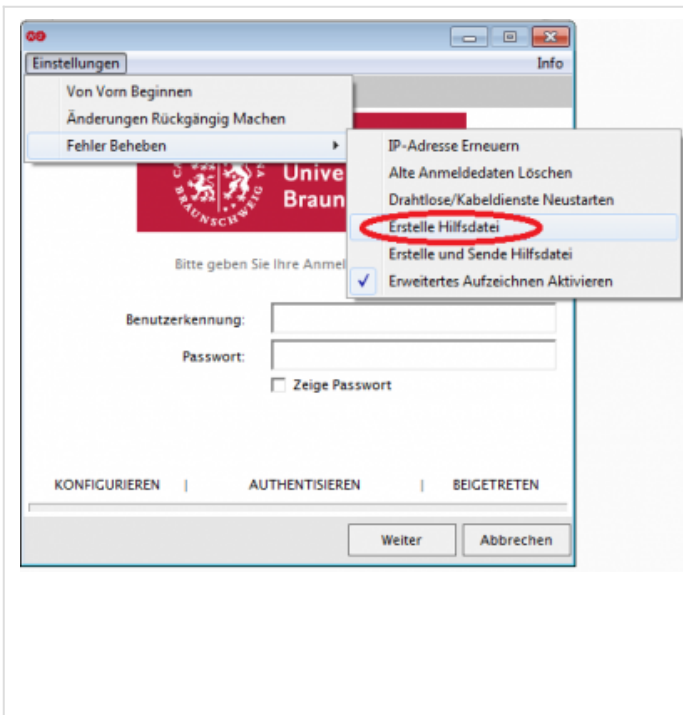 Einstellungen Info
Von Vorn Beginnen
Änderungen Rückgängig Machen
Fehler Beheben
IP-Adresse Erneuern
Alte Anmeldedaten Löschen
Drahtlose/Kabeldienste Neustarten
Erstelle Hilfsdatei
Erstelle und Sende Hilfsdatei
Erweitertes Aufzeichnen Aktivieren
Unive
Braun
BRAUNSCHWEIG
Bitte geben Sie Ihre Anmel
Benutzerkennung:
Passwort:
Zeige Passwort
KONFIGURIEREN | AUTHENTISIEREN | BEIGETRETEN
Weiter Abbrechen